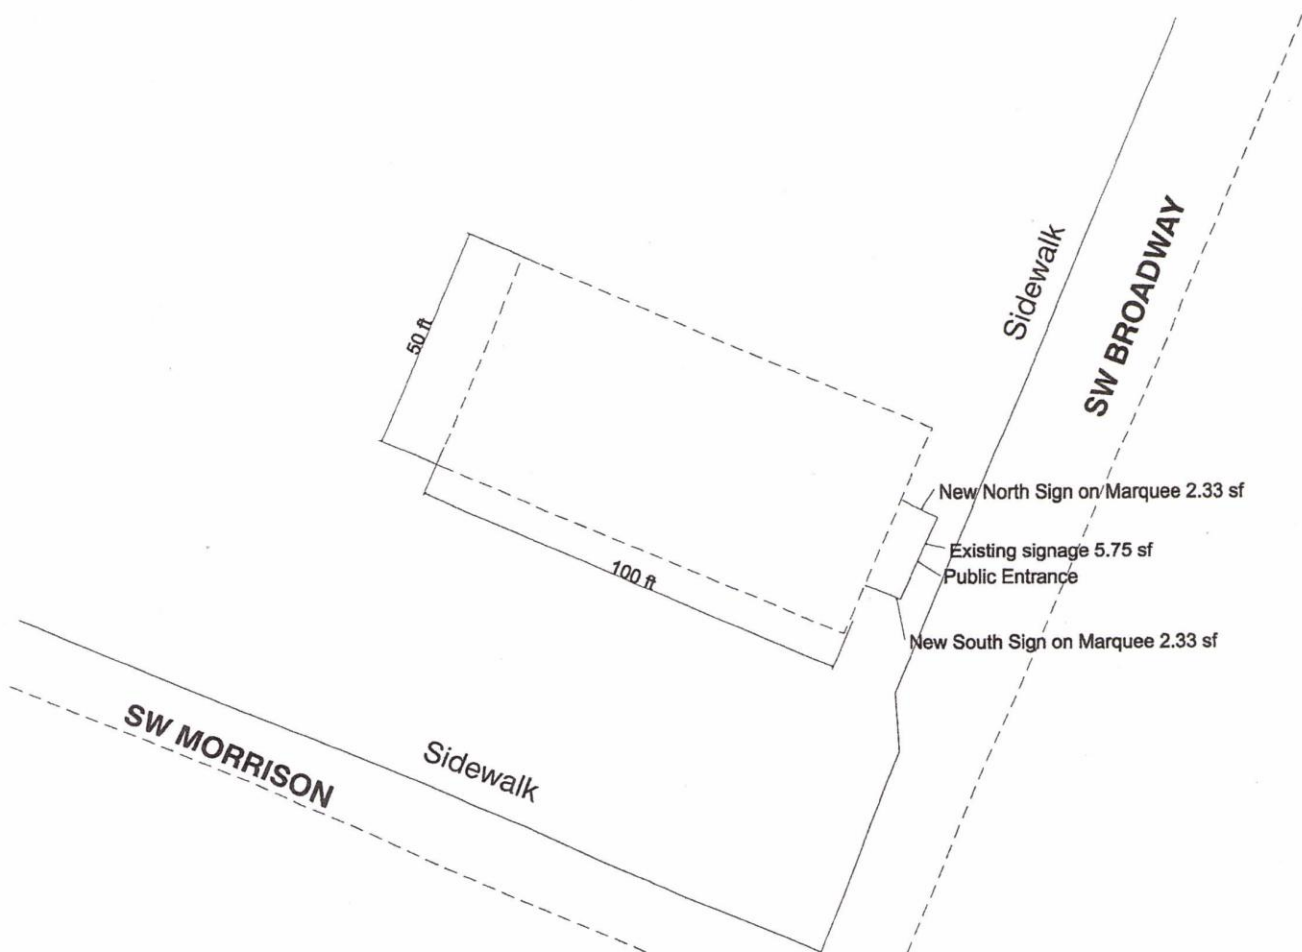 Sidewalk
SW BROADWAY
50 ft
New North Sign on Marquee 2.33 sf
Existing signage 5.75 sf
Public Entrance
100 ft
New South Sign on Marquee 2.33 sf
SW MORRISON
Sidewalk